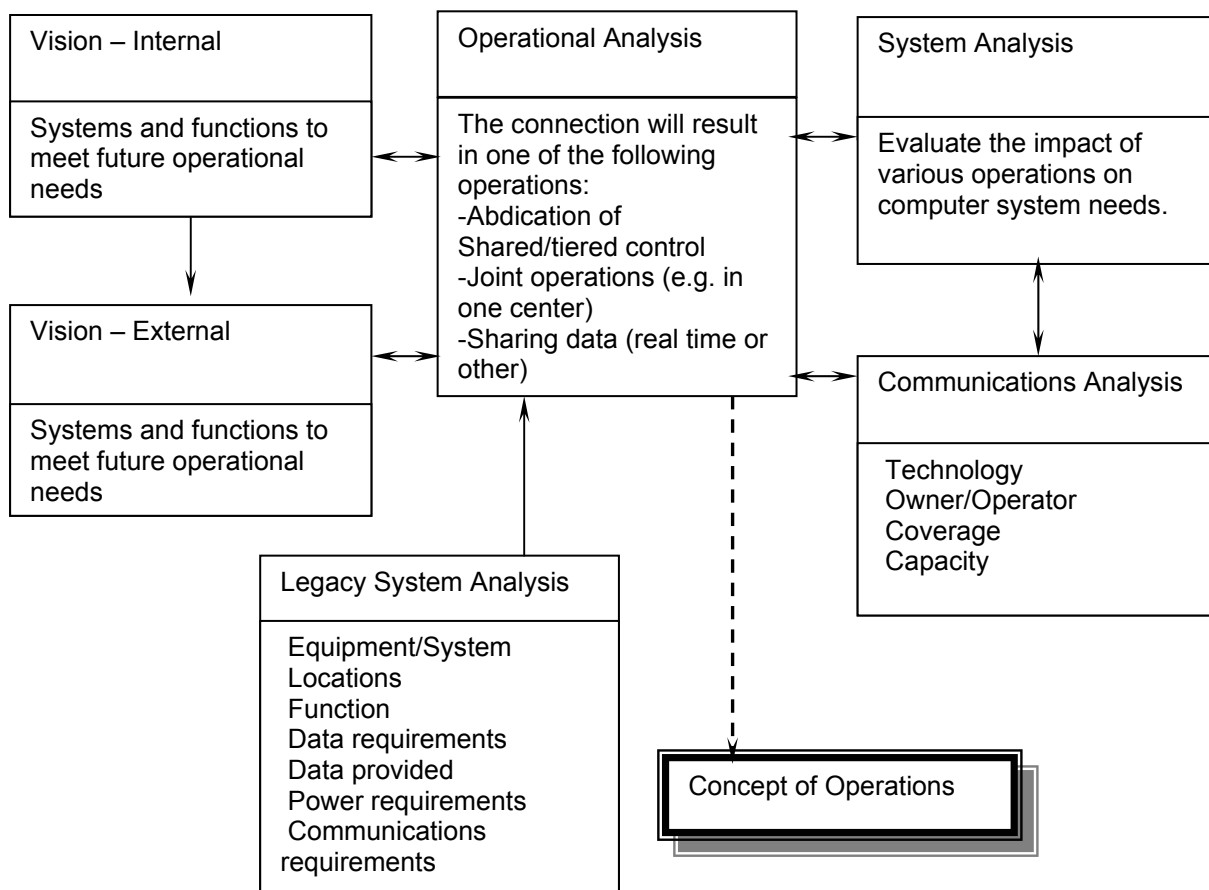 Vision – Internal
Systems and functions to
meet future operational
needs
Vision – External
Systems and functions to
meet future operational
needs
Operational Analysis
The connection will result
in one of the following
operations:
-Abdication of
Shared/tiered control
-Joint operations (e.g. in
one center)
-Sharing data (real time or
other)
System Analysis
Evaluate the impact of
various operations on
computer system needs.
Communications Analysis
Technology
Owner/Operator
Coverage
Capacity
Legacy System Analysis
Equipment/System
Locations
Function
Data requirements
Data provided
Power requirements
Communications
requirements
Concept of Operations